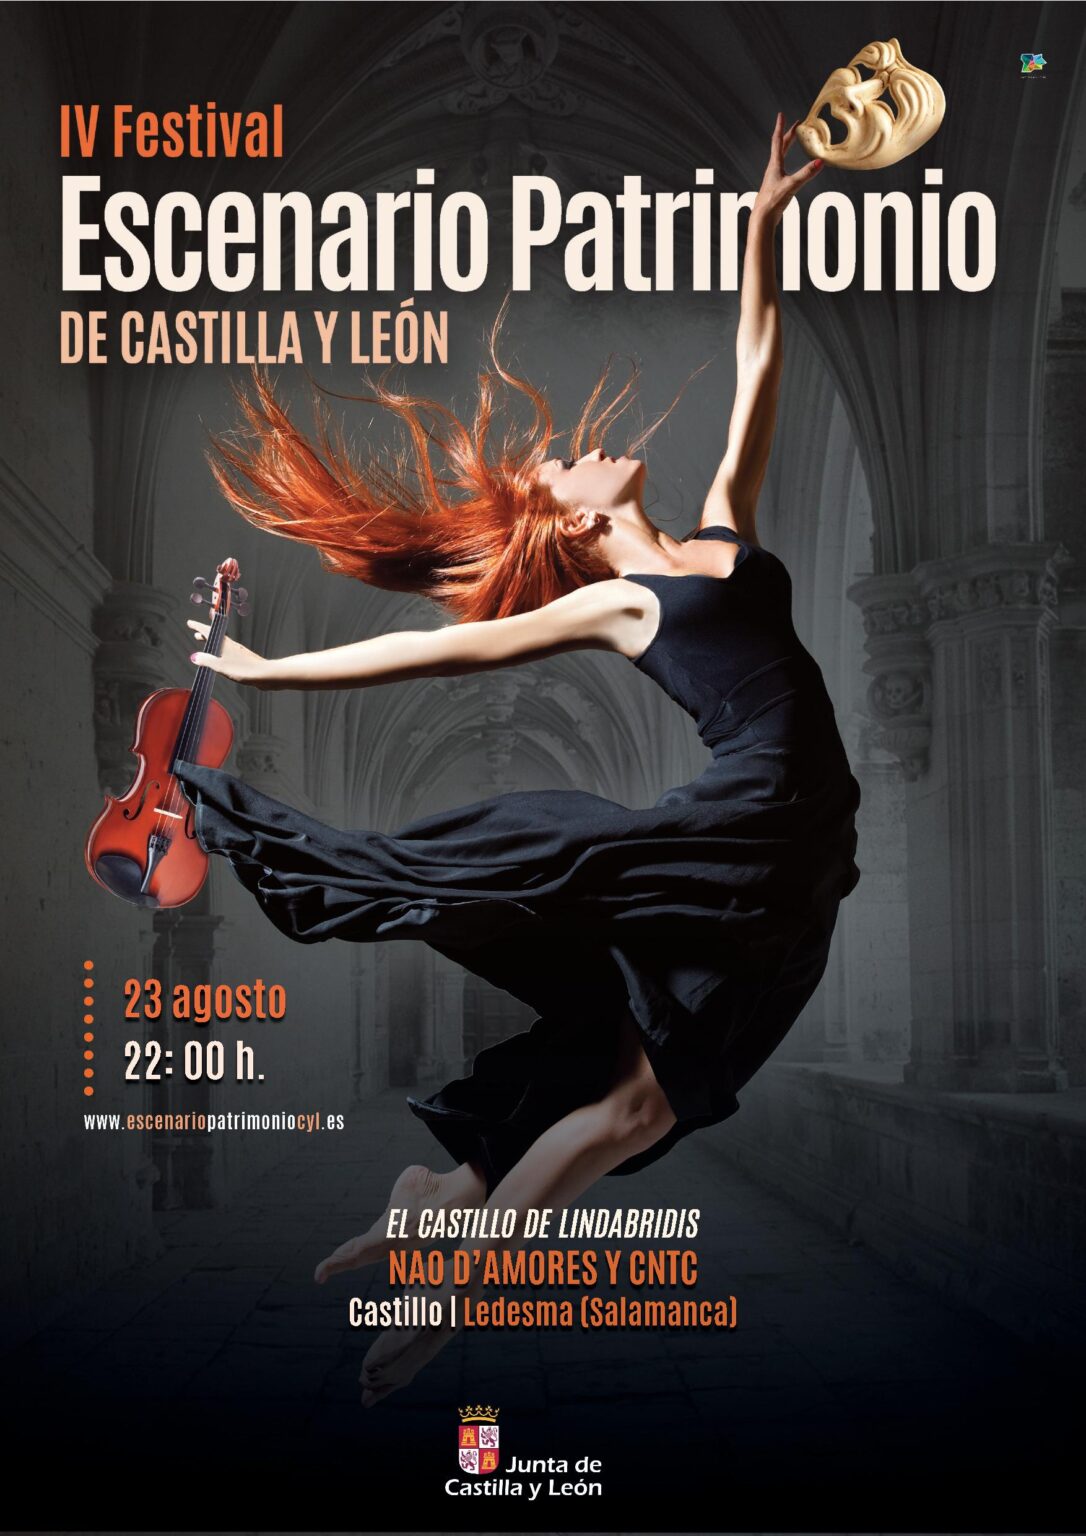 IV Festival
Escenario Patrimonio
DE CASTILLA Y LEÓN
23 agosto
22: 00 h.
www.escenariopatrimoniocyl.es
EL CASTILLO DE LINDABRIDIS
NAO D'AMORES Y CNTC
Castillo | Ledesma (Salamanca)
Junta de
Castilla y León